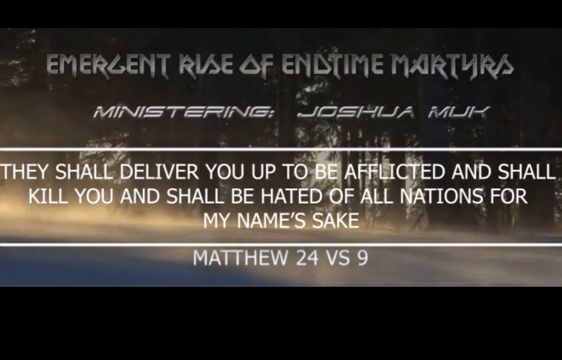 EMERGENT RISE OF ENDTIME MARTYRS
MINISTERING: JOSHUA MUK
THEY SHALL DELIVER YOU UP TO BE AFFLICTED AND SHALL
KILL YOU AND SHALL BE HATED OF ALL NATIONS FOR
MY NAME'S SAKE
MATTHEW 24 VS 9